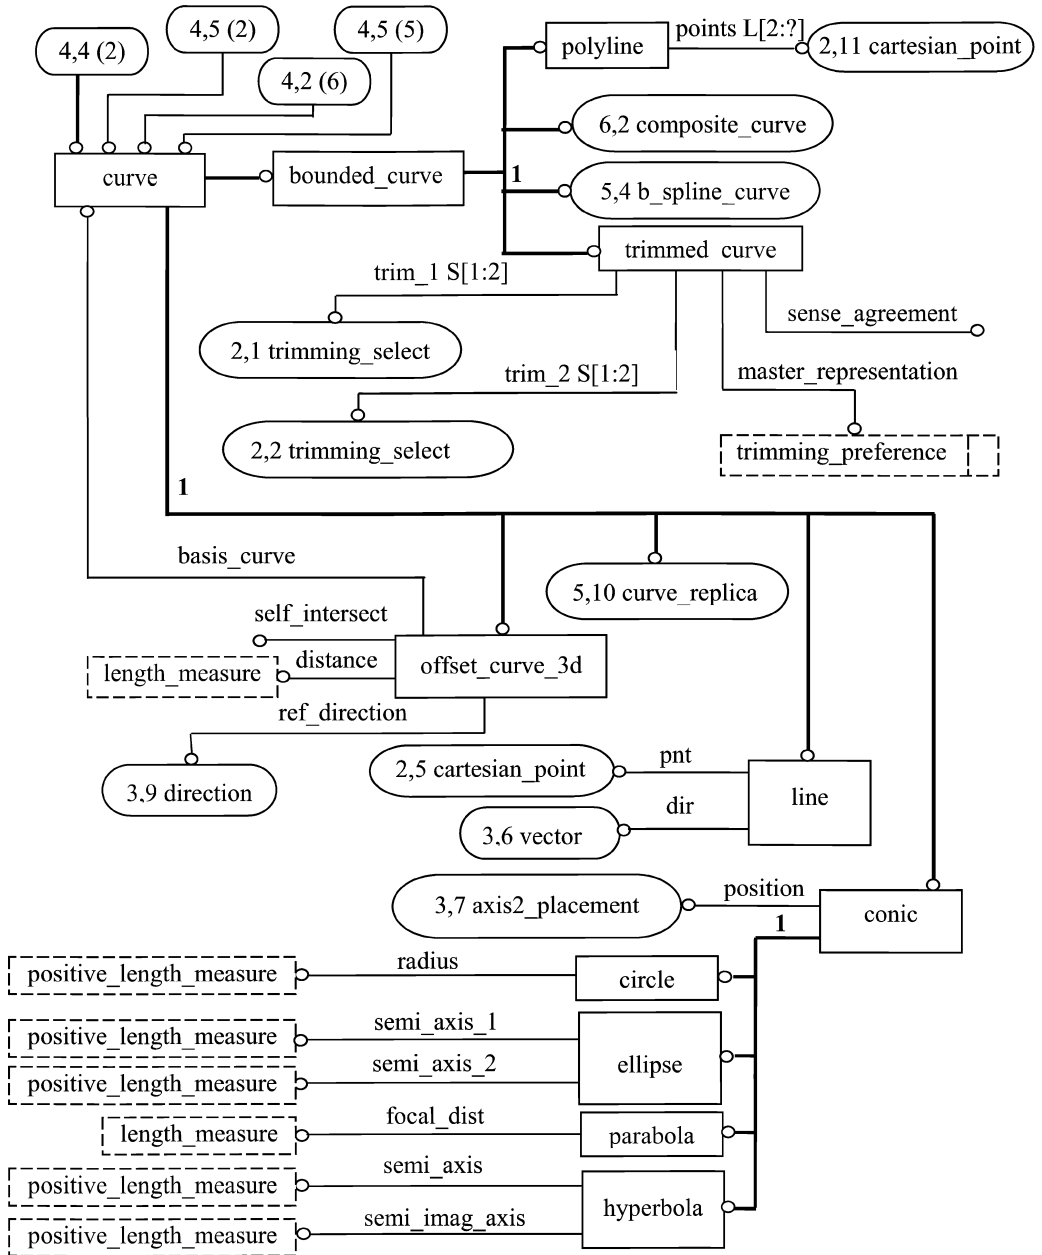 4,4 (2)
4,5 (2)
4,5 (5)
4,2 (6)
polyline
points L[2:?]
2,11 cartesian_point
6,2 composite_curve
curve
bounded_curve
1
5,4 b_spline_curve
trimmed curve
trim_1 S[1:2]
sense_agreement
2,1 trimming_select
trim_2 S[1:2]
master_representation
2,2 trimming_select
trimming_preference
1
basis_curve
5,10 curve_replica
self_intersect
length_measure
distance
offset_curve_3d
ref_direction
3,9 direction
2,5 cartesian_point
pnt
line
dir
3,6 vector
3,7 axis2_placement
position
conic
1
positive_length_measure
radius
circle
positive_length_measure
semi_axis_1
ellipse
positive_length_measure
semi_axis_2
length_measure
focal_dist
parabola
positive_length_measure
semi_axis
hyperbola
positive_length_measure
semi_imag_axis